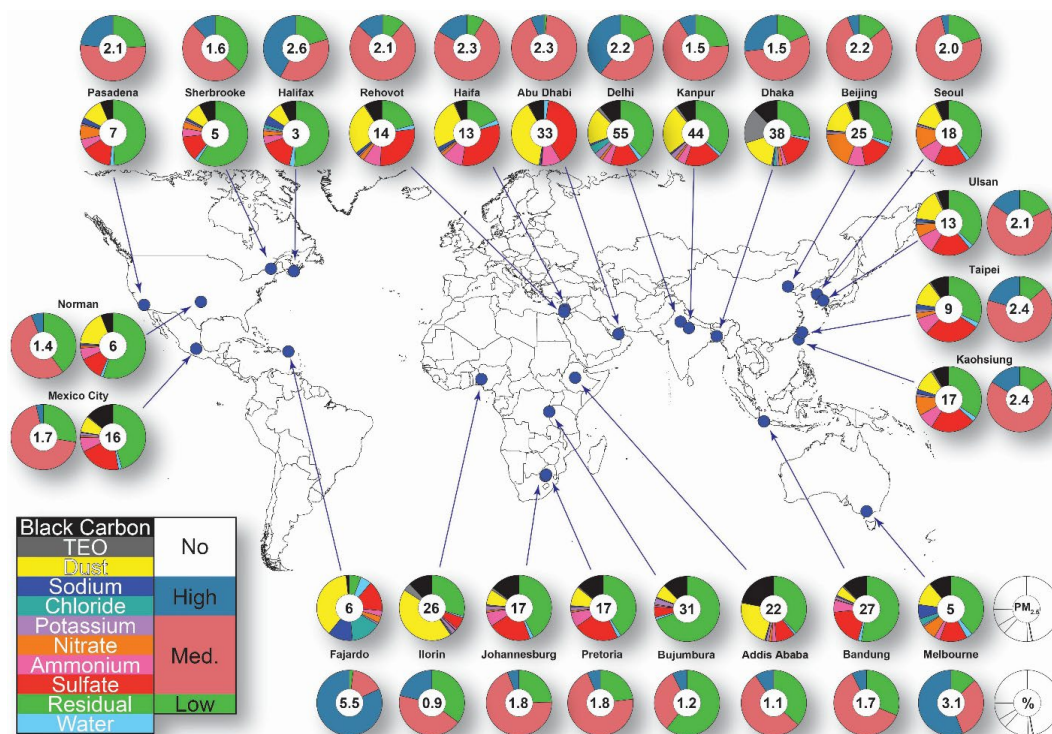 2.1 1.6 2.6 2.1 2.3 2.3 2.2 1.5 1.5 2.2 2.0
Pasadena Sherbrooke Halifax Rehovot Haifa Abu Dhabi Delhi Kanpur Dhaka Beijing Seoul
7 5 3 14 13 33 55 44 38 25 18
Ulsan
13 2.1
Taipei
9 2.4
Kaohsiung
17 2.4
Norman
1.4 6
Mexico City
1.7 16
Black Carbon
TEO
Dust
Sodium
Chloride
Potassium
Nitrate
Ammonium
Sulfate
Residual
Water
No
High
Med.
Low
6 26 17 17 31 22 27 5 PM2.5
Fajardo Ilorin Johannesburg Pretoria Bujumbura Addis Ababa Bandung Melbourne
5.5 0.9 1.8 1.8 1.2 1.1 1.7 3.1 %